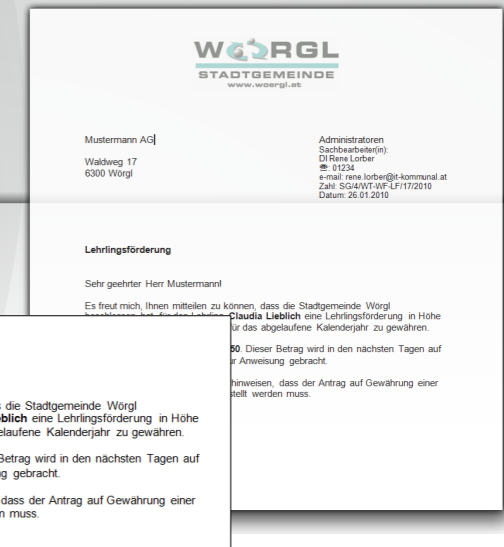 WOERGL
STADTGEMEINDE
www.woergl.at
Mustermann AG
Waldweg 17
6300 Wörgl
Administratoren
Sachbearbeiter(in):
DI Rene Lorber
☎: 01234
e-mail: rene.lorber@it-kommunal.at
Zahl: SG/4/WT-WF-LF/17/2010
Datum: 26.01.2010
Lehrlingsförderung
Sehr geehrter Herr Mustermann!
Es freut mich, Ihnen mitteilen zu können, dass die Stadtgemeinde Wörgl
Claudia Lieblich eine Lehrlingsförderung in Höhe
für das abgelaufene Kalenderjahr zu gewähren.
50. Dieser Betrag wird in den nächsten Tagen auf
Anweisung gebracht.
hinweisen, dass der Antrag auf Gewährung einer
werden muss.
die Stadtgemeinde Wörgl
eine Lehrlingsförderung in Höhe
Kalenderjahr zu gewähren.
Betrag wird in den nächsten Tagen auf
gebracht.
dass der Antrag auf Gewährung einer
muss.